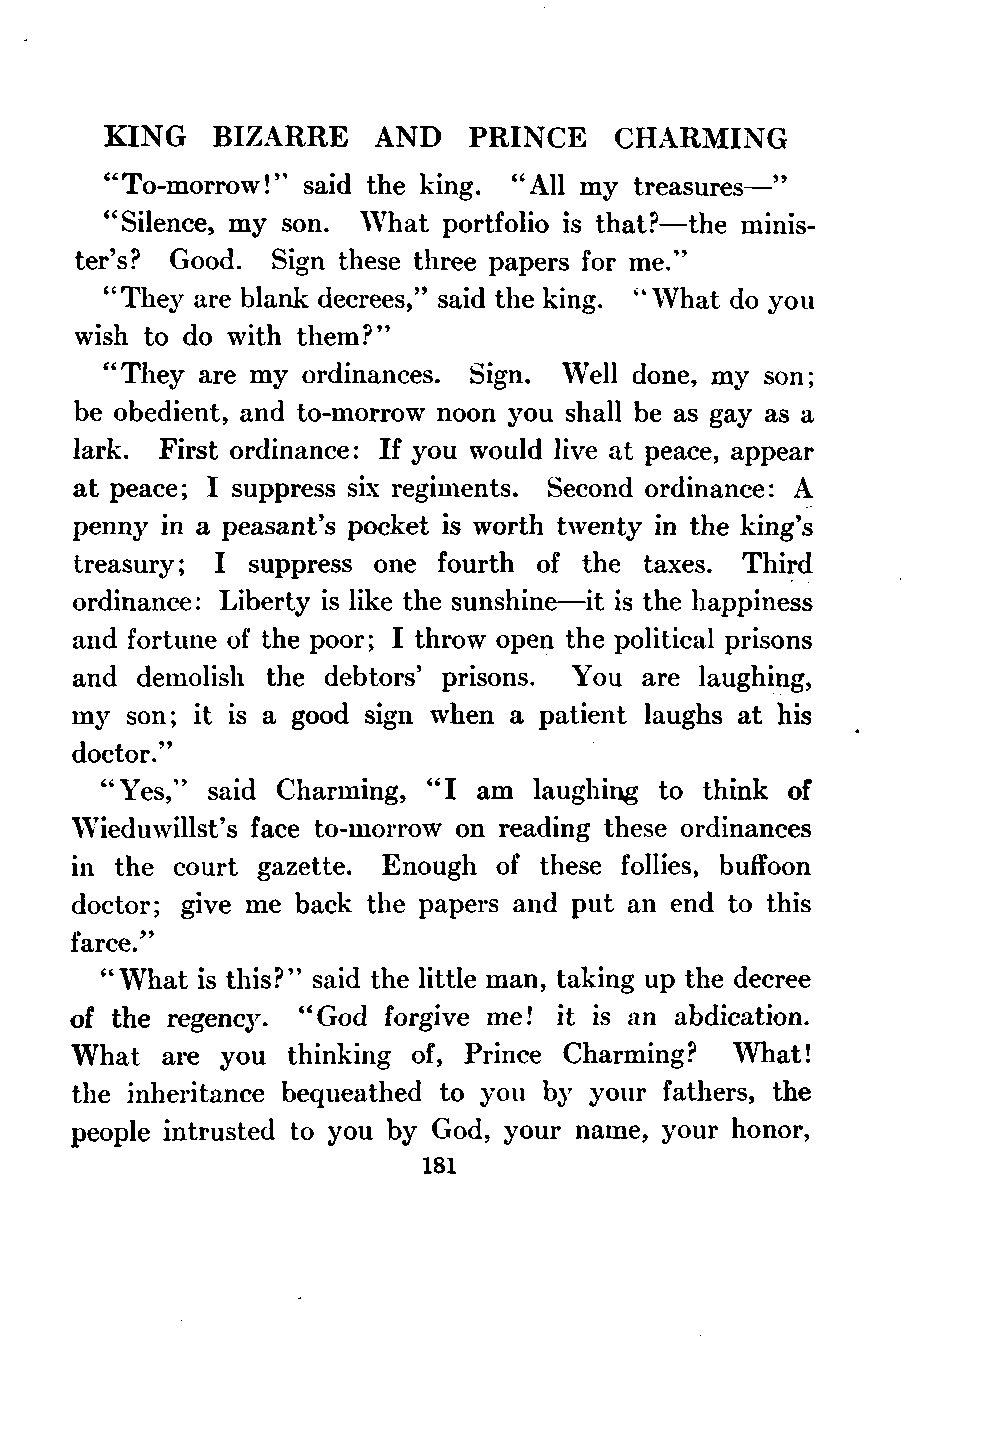 KING BIZARRE AND PRINCE CHARMING
“To-morrow!” said the king. “All my treasures—”
“Silence, my son. What portfolio is that?—the minis-
ter’s? Good. Sign these three papers for me.”
“They are blank decrees,” said the king. “What do you
wish to do with them?”
“They are my ordinances. Sign. Well done, my son;
be obedient, and to-morrow noon you shall be as gay as a
lark. First ordinance: If you would live at peace, appear
at peace; I suppress six regiments. Second ordinance: A
penny in a peasant’s pocket is worth twenty in the king’s
treasury; I suppress one fourth of the taxes. Third
ordinance: Liberty is like the sunshine—it is the happiness
and fortune of the poor; I throw open the political prisons
and demolish the debtors’ prisons. You are laughing,
my son; it is a good sign when a patient laughs at his
doctor.”
“Yes,” said Charming, “I am laughing to think of
Wieduwillst’s face to-morrow on reading these ordinances
in the court gazette. Enough of these follies, buffoon
doctor; give me back the papers and put an end to this
farce.”
“What is this?” said the little man, taking up the decree
of the regency. “God forgive me! it is an abdication.
What are you thinking of, Prince Charming? What!
the inheritance bequeathed to you by your fathers, the
people intrusted to you by God, your name, your honor,
181